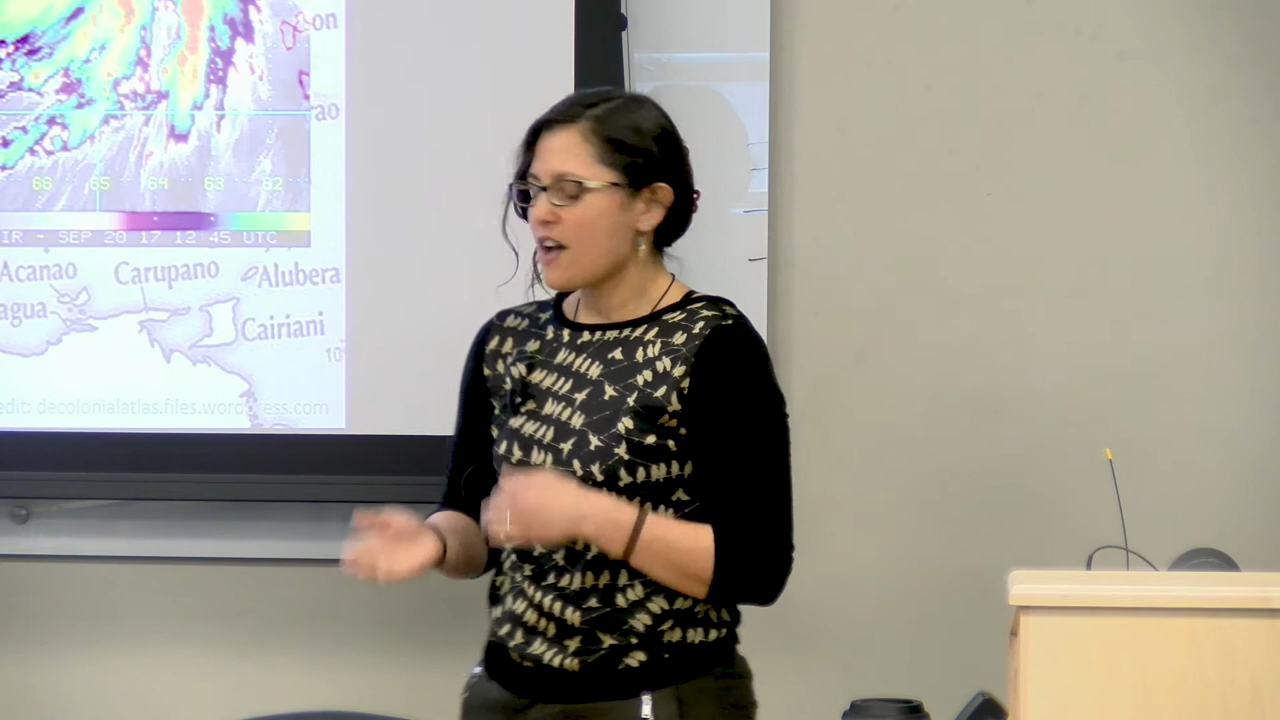 on
ao
66 65 64 63 62
IR - SEP 20 17 12:45 UTC
Acanao Carupano Alubera
agua Cairiani
10°
edit: decolonialatlas.files.wordpress.com